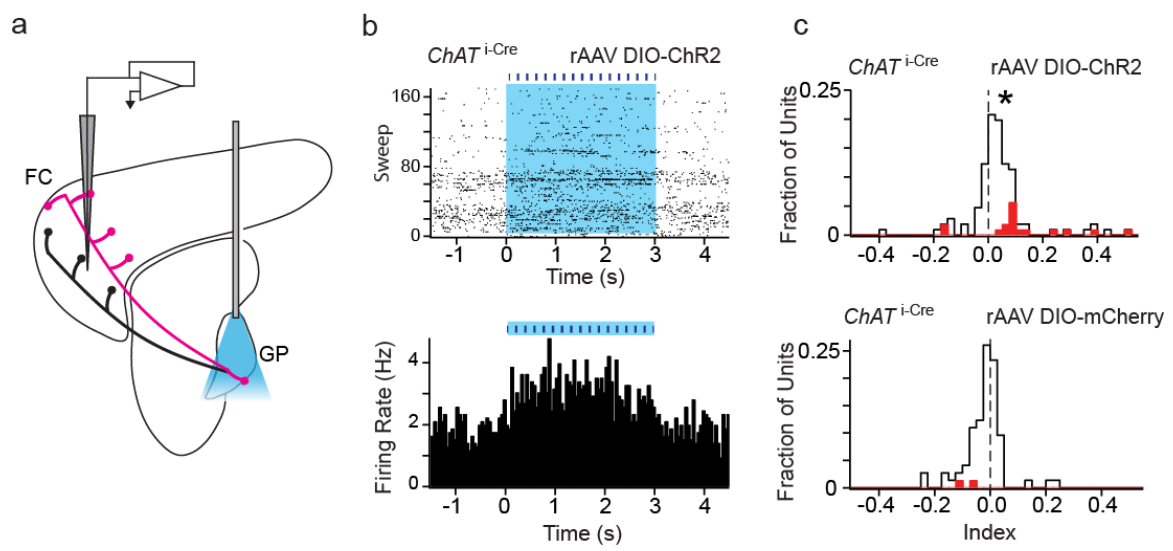 a
FC
GP
b
ChAT i-Cre rAAV DIO-ChR2
160
80
0
Sweep
-1 0 1 2 3 4
Time (s)
4
2
0
Firing Rate (Hz)
-1 0 1 2 3 4
Time (s)
c
ChAT i-Cre rAAV DIO-ChR2
0.25
*
0
Fraction of Units
-0.4 -0.2 0.0 0.2 0.4
ChAT i-Cre rAAV DIO-mCherry
0.25
0
Fraction of Units
-0.4 -0.2 0.0 0.2 0.4
Index